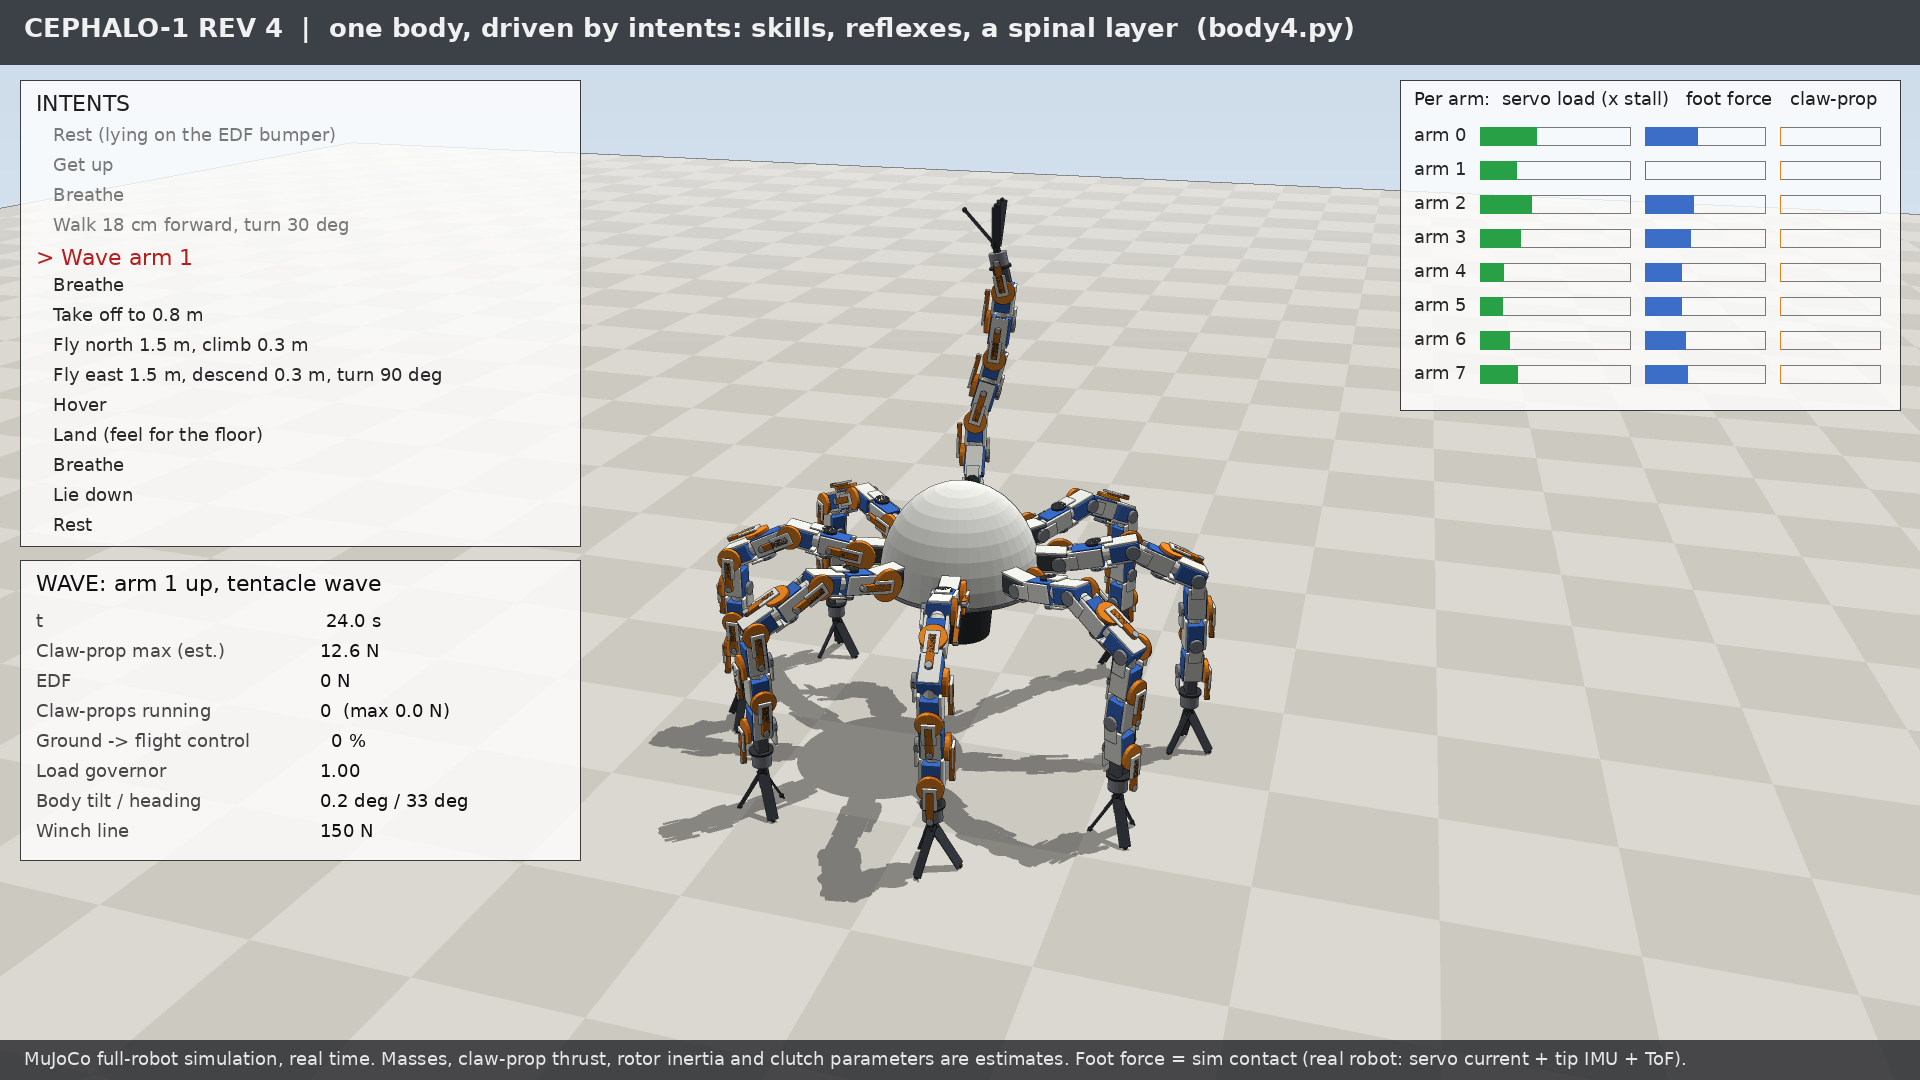 CEPHALO-1 REV 4 | one body, driven by intents: skills, reflexes, a spinal layer (body4.py)
INTENTS
Rest (lying on the EDF bumper)
Get up
Breathe
Walk 18 cm forward, turn 30 deg
> Wave arm 1
Breathe
Take off to 0.8 m
Fly north 1.5 m, climb 0.3 m
Fly east 1.5 m, descend 0.3 m, turn 90 deg
Hover
Land (feel for the floor)
Breathe
Lie down
Rest
WAVE: arm 1 up, tentacle wave
t 24.0 s
Claw-prop max (est.) 12.6 N
EDF 0 N
Claw-props running 0 (max 0.0 N)
Ground -> flight control 0 %
Load governor 1.00
Body tilt / heading 0.2 deg / 33 deg
Winch line 150 N
Per arm: servo load (x stall) foot force claw-prop
arm 0
arm 1
arm 2
arm 3
arm 4
arm 5
arm 6
arm 7
MuJoCo full-robot simulation, real time. Masses, claw-prop thrust, rotor inertia and clutch parameters are estimates. Foot force = sim contact (real robot: servo current + tip IMU + ToF).